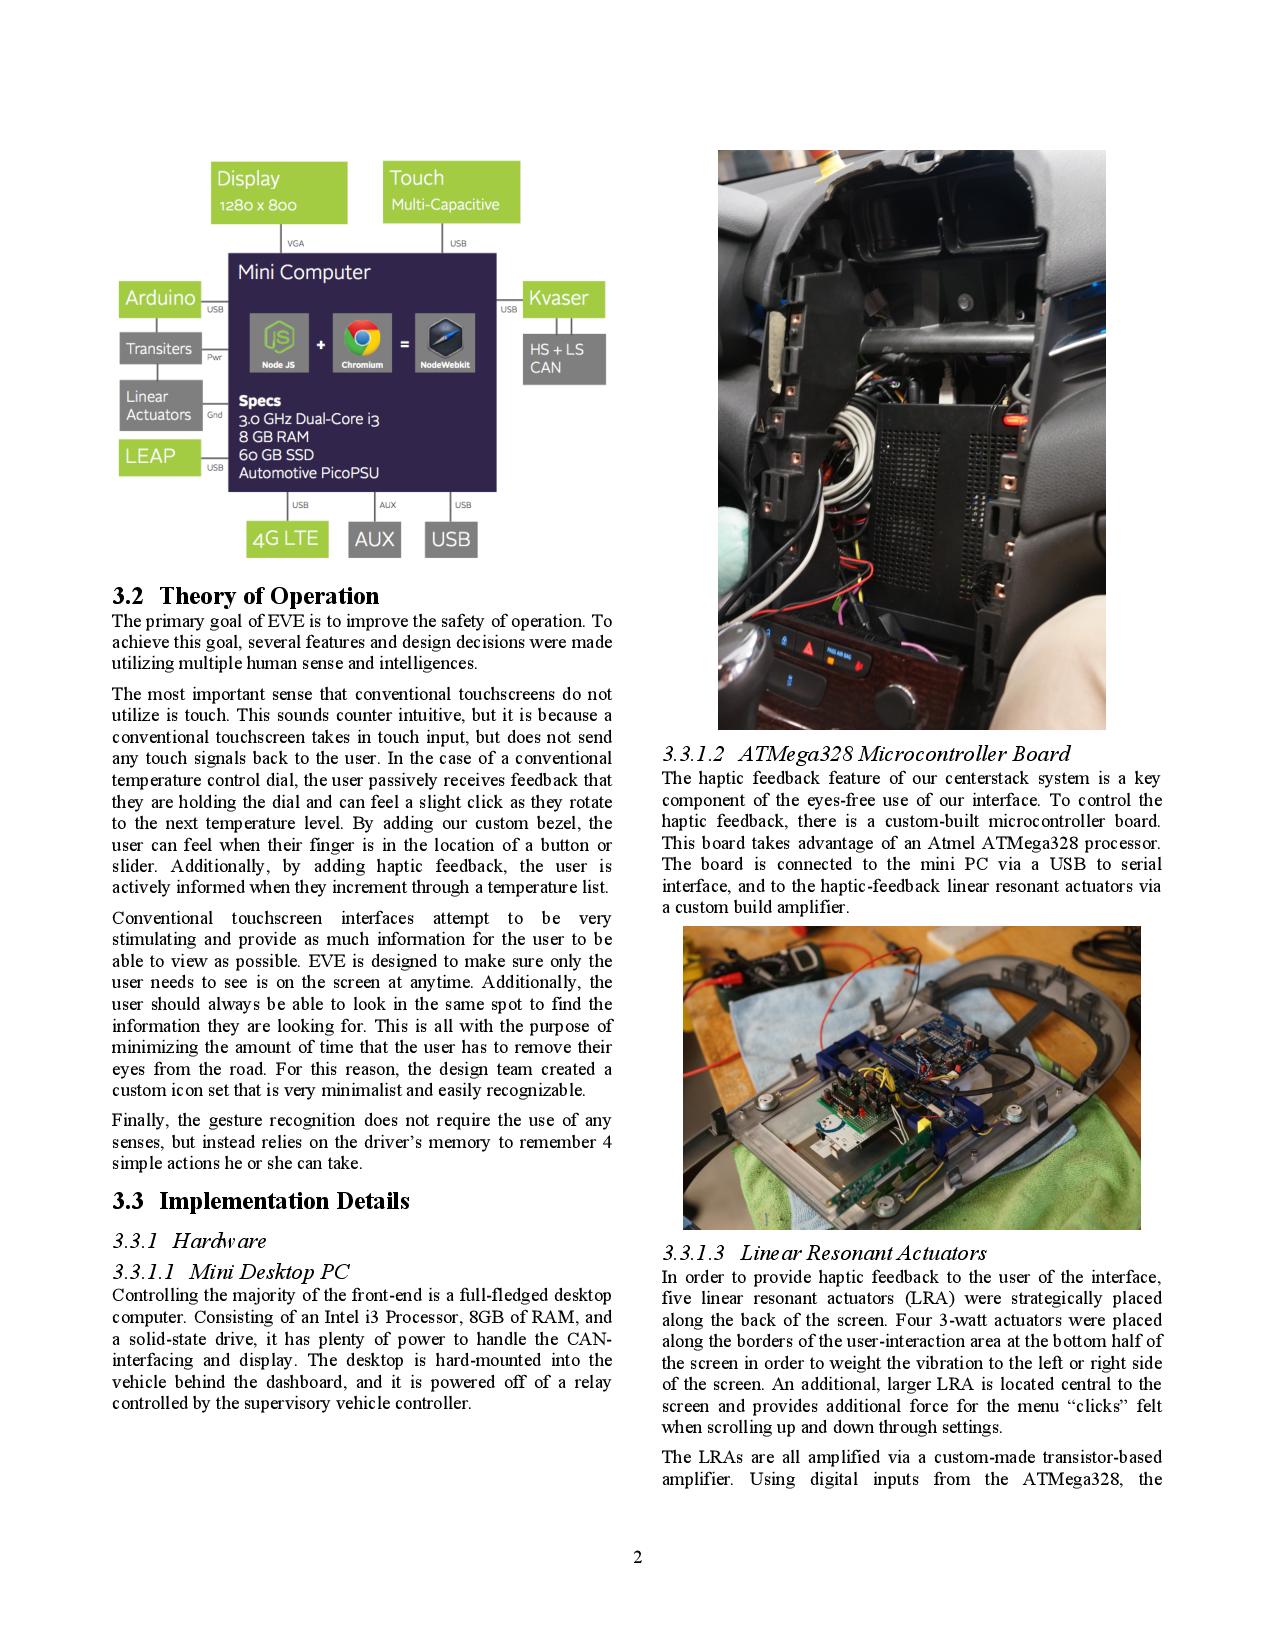 Display
1280 x 800
Touch
Multi-Capacitive
VGA
USB
Mini Computer
Arduino
USB
Kvaser
USB
Transiters
Pwr
Node JS
+
Chromium
=
NodeWebkit
HS + LS
CAN
Linear
Actuators
Gnd
Specs
3.0 GHz Dual-Core i3
8 GB RAM
60 GB SSD
Automotive PicoPSU
LEAP
USB
USB
AUX
USB
4G LTE
AUX
USB
3.2 Theory of Operation
The primary goal of EVE is to improve the safety of operation. To
achieve this goal, several features and design decisions were made
utilizing multiple human sense and intelligences.
The most important sense that conventional touchscreens do not
utilize is touch. This sounds counter intuitive, but it is because a
conventional touchscreen takes in touch input, but does not send
any touch signals back to the user. In the case of a conventional
temperature control dial, the user passively receives feedback that
they are holding the dial and can feel a slight click as they rotate
to the next temperature level. By adding our custom bezel, the
user can feel when their finger is in the location of a button or
slider. Additionally, by adding haptic feedback, the user is
actively informed when they increment through a temperature list.
Conventional touchscreen interfaces attempt to be very
stimulating and provide as much information for the user to be
able to view as possible. EVE is designed to make sure only the
user needs to see is on the screen at anytime. Additionally, the
user should always be able to look in the same spot to find the
information they are looking for. This is all with the purpose of
minimizing the amount of time that the user has to remove their
eyes from the road. For this reason, the design team created a
custom icon set that is very minimalist and easily recognizable.
Finally, the gesture recognition does not require the use of any
senses, but instead relies on the driver's memory to remember 4
simple actions he or she can take.
3.3 Implementation Details
3.3.1 Hardware
3.3.1.1 Mini Desktop PC
Controlling the majority of the front-end is a full-fledged desktop
computer. Consisting of an Intel i3 Processor, 8GB of RAM, and
a solid-state drive, it has plenty of power to handle the CAN-
interfacing and display. The desktop is hard-mounted into the
vehicle behind the dashboard, and it is powered off of a relay
controlled by the supervisory vehicle controller.
PASS AIR BAG
3.3.1.2 ATMega328 Microcontroller Board
The haptic feedback feature of our centerstack system is a key
component of the eyes-free use of our interface. To control the
haptic feedback, there is a custom-built microcontroller board.
This board takes advantage of an Atmel ATMega328 processor.
The board is connected to the mini PC via a USB to serial
interface, and to the haptic-feedback linear resonant actuators via
a custom build amplifier.
3.3.1.3 Linear Resonant Actuators
In order to provide haptic feedback to the user of the interface,
five linear resonant actuators (LRA) were strategically placed
along the back of the screen. Four 3-watt actuators were placed
along the borders of the user-interaction area at the bottom half of
the screen in order to weight the vibration to the left or right side
of the screen. An additional, larger LRA is located central to the
screen and provides additional force for the menu “clicks” felt
when scrolling up and down through settings.
The LRAs are all amplified via a custom-made transistor-based
amplifier. Using digital inputs from the ATMega328, the
2